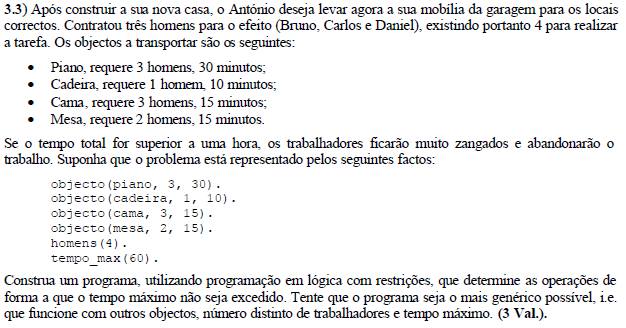 3.3) Após construir a sua nova casa, o António deseja levar agora a sua mobília da garagem para os locais
correctos. Contratou três homens para o efeito (Bruno, Carlos e Daniel), existindo portanto 4 para realizar
a tarefa. Os objectos a transportar são os seguintes:
• Piano, requere 3 homens, 30 minutos;
• Cadeira, requere 1 homem, 10 minutos;
• Cama, requere 3 homens, 15 minutos;
• Mesa, requere 2 homens, 15 minutos.
Se o tempo total for superior a uma hora, os trabalhadores ficarão muito zangados e abandonarão o
trabalho. Suponha que o problema está representado pelos seguintes factos:
objecto(piano, 3, 30).
objecto(cadeira, 1, 10).
objecto(cama, 3, 15).
objecto(mesa, 2, 15).
homens(4).
tempo_max(60).
Construa um programa, utilizando programação em lógica com restrições, que determine as operações de
forma a que o tempo máximo não seja excedido. Tente que o programa seja o mais genérico possível, i.e.
que funcione com outros objectos, número distinto de trabalhadores e tempo máximo. (3 Val.).